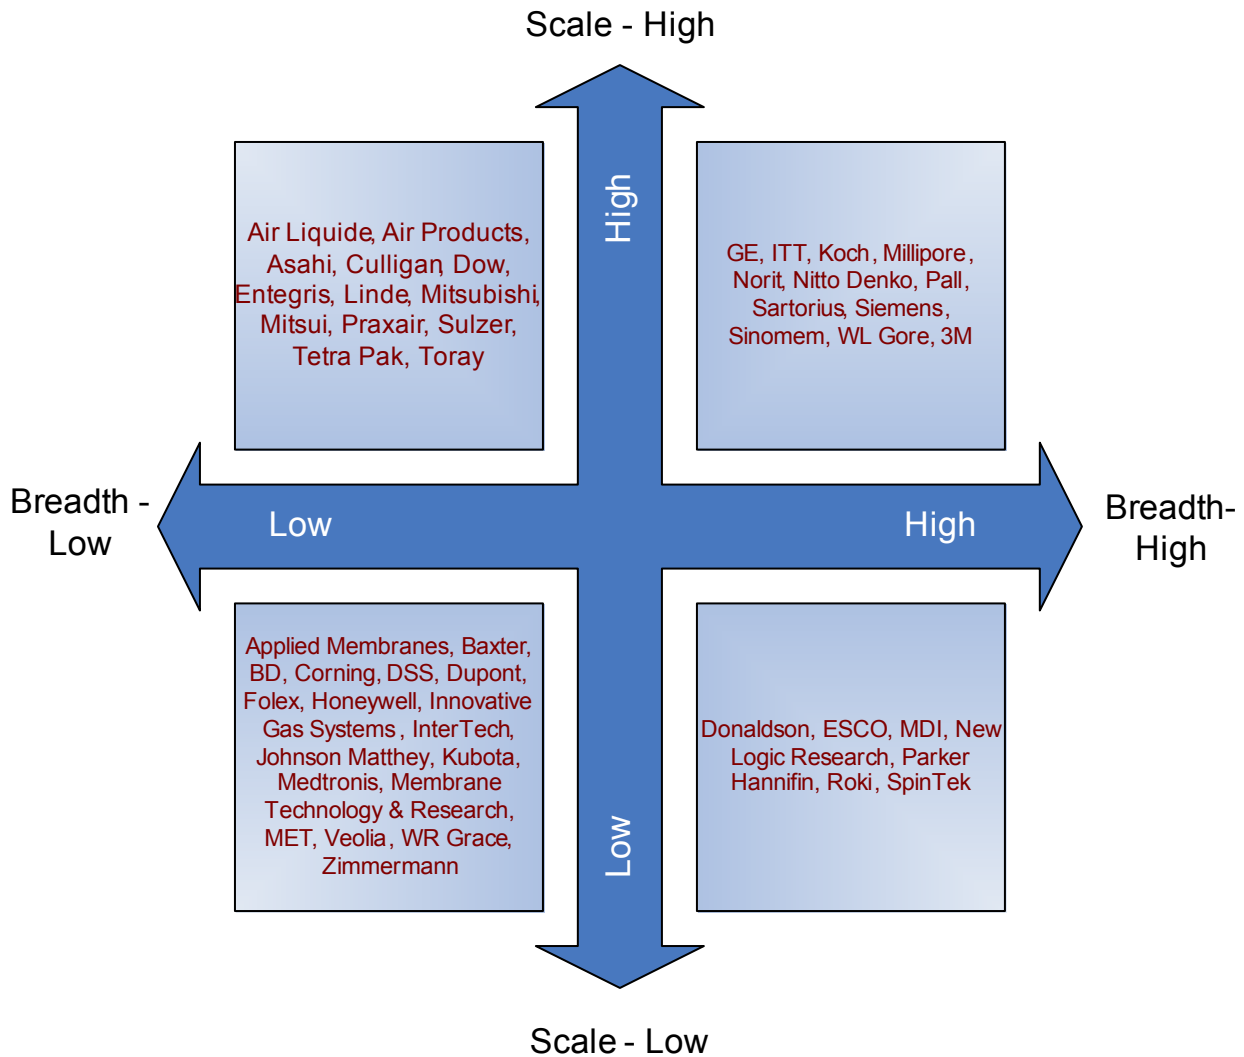 Scale - High
High
Air Liquide, Air Products,
Asahi, Culligan, Dow,
Entegris, Linde, Mitsubishi,
Mitsui, Praxair, Sulzer,
Tetra Pak, Toray
GE, ITT, Koch, Millipore,
Norit, Nitto Denko, Pall,
Sartorius, Siemens,
Sinomem, WL Gore, 3M
Breadth -
Low
Low
High
Breadth-
High
Applied Membranes, Baxter,
BD, Corning, DSS, Dupont,
Folex, Honeywell, Innovative
Gas Systems, InterTech,
Johnson Matthey, Kubota,
Medtronis, Membrane
Technology & Research,
MET, Veolia, WR Grace,
Zimmermann
Donaldson, ESCO, MDI, New
Logic Research, Parker
Hannifin, Roki, SpinTek
Low
Scale - Low